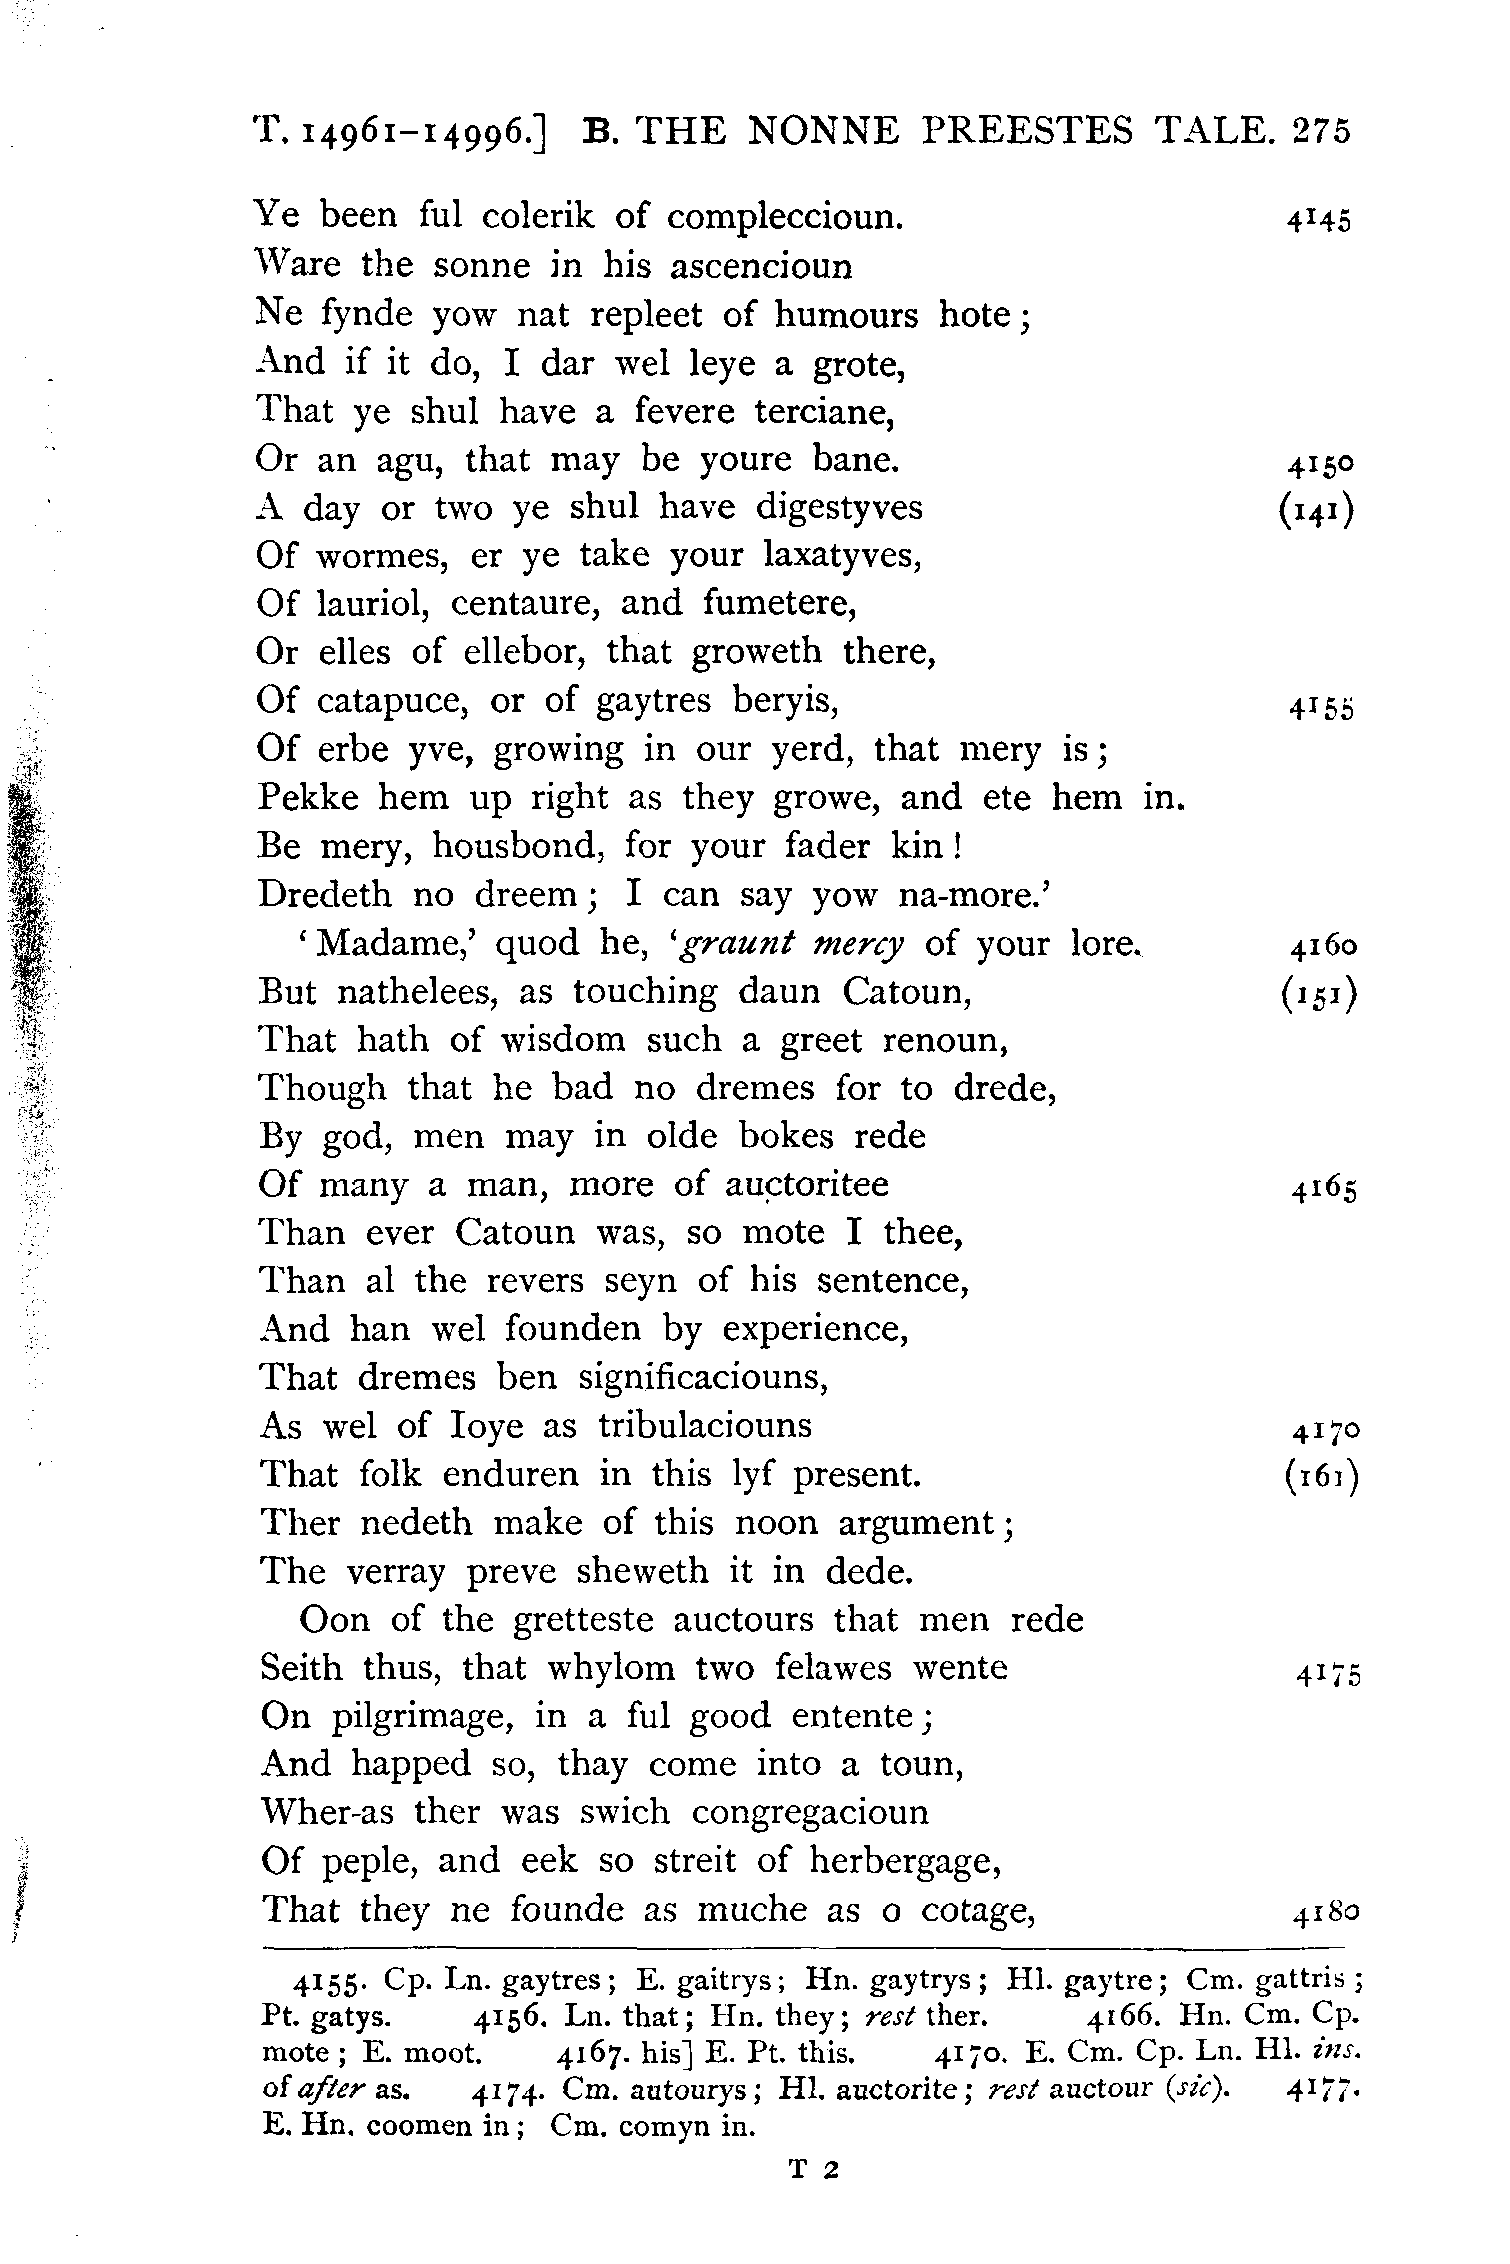 T. 14961–14996.] B. THE NONNE PREESTES TALE. 275
Ye been ful colerik of compleccioun. 4145
Ware the sonne in his ascencioun
Ne fynde yow nat repleet of humours hote;
And if it do, I dar wel leye a grote,
That ye shul have a fevere terciane,
Or an agu, that may be youre bane. 4150
A day or two ye shul have digestyves (141)
Of wormes, er ye take your laxatyves,
Of lauriol, centaure, and fumetere,
Or elles of ellebor, that groweth there,
Of catapuce, or of gaytres beryis, 4155
Of erbe yve, growing in our yerd, that mery is;
Pekke hem up right as they growe, and ete hem in.
Be mery, housbond, for your fader kin!
Dredeth no dreem; I can say yow na-more.’
‘Madame,’ quod he, ‘graunt mercy of your lore. 4160
But nathelees, as touching daun Catoun, (151)
That hath of wisdom such a greet renoun,
Though that he bad no dremes for to drede,
By god, men may in olde bokes rede
Of many a man, more of auctoritee 4165
Than ever Catoun was, so mote I thee,
Than al the revers seyn of his sentence,
And han wel founden by experience,
That dremes ben significaciouns,
As wel of Ioye as tribulaciouns 4170
That folk enduren in this lyf present. (161)
Ther nedeth make of this noon argument;
The verray preve sheweth it in dede.
Oon of the gretteste auctours that men rede
Seith thus, that whylom two felawes wente 4175
On pilgrimage, in a ful good entente;
And happed so, thay come into a toun,
Wher-as ther was swich congregacioun
Of peple, and eek so streit of herbergage,
That they ne founde as muche as o cotage, 4180
4155. Cp. Ln. gaytres; E. gaitrys; Hn. gaytrys; Hl. gaytre; Cm. gattris;
Pt. gatys. 4156. Ln. that; Hn. they; rest ther. 4166. Hn. Cm. Cp.
mote; E. moot. 4167. his] E. Pt. this. 4170. E. Cm. Cp. Ln. Hl. ins.
of after as. 4174. Cm. autourys; Hl. auctorite; rest auctour (sic). 4177.
E. Hn. coomen in; Cm. comyn in.
T 2